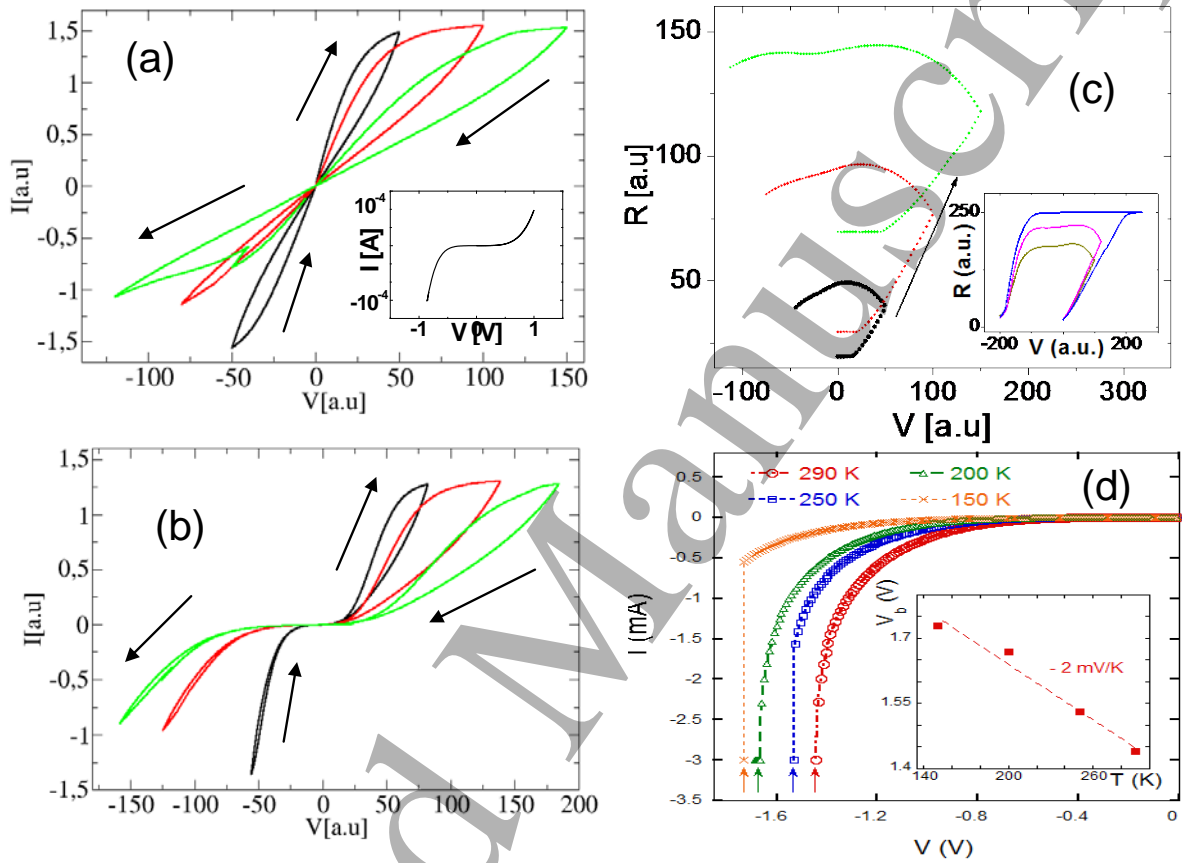 (a)
I[a.u]
1,5
1
0,5
0
-0,5
-1
-1,5
-100 -50 0 50 100 150
V[a.u]
I [A]
10⁻⁴
-10⁻⁴
-1 0 1
V [V]
(b)
I[a.u]
1,5
1
0,5
0
-0,5
-1
-1,5
-150 -100 -50 0 50 100 150 200
V[a.u]
(c)
R [a.u]
150
100
50
-100 0 100 200 300
V [a.u]
R (a.u.)
250
0
-200 V (a.u.) 200
(d)
290 K 200 K
250 K 150 K
I (mA)
0.5
0
-0.5
-1
-1.5
-2
-2.5
-3
-3.5
-1.6 -1.2 -0.8 -0.4 0
V (V)
V_b (V)
1.7
1.55
1.4
- 2 mV/K
140 200 260 T (K)
d Manuscrip